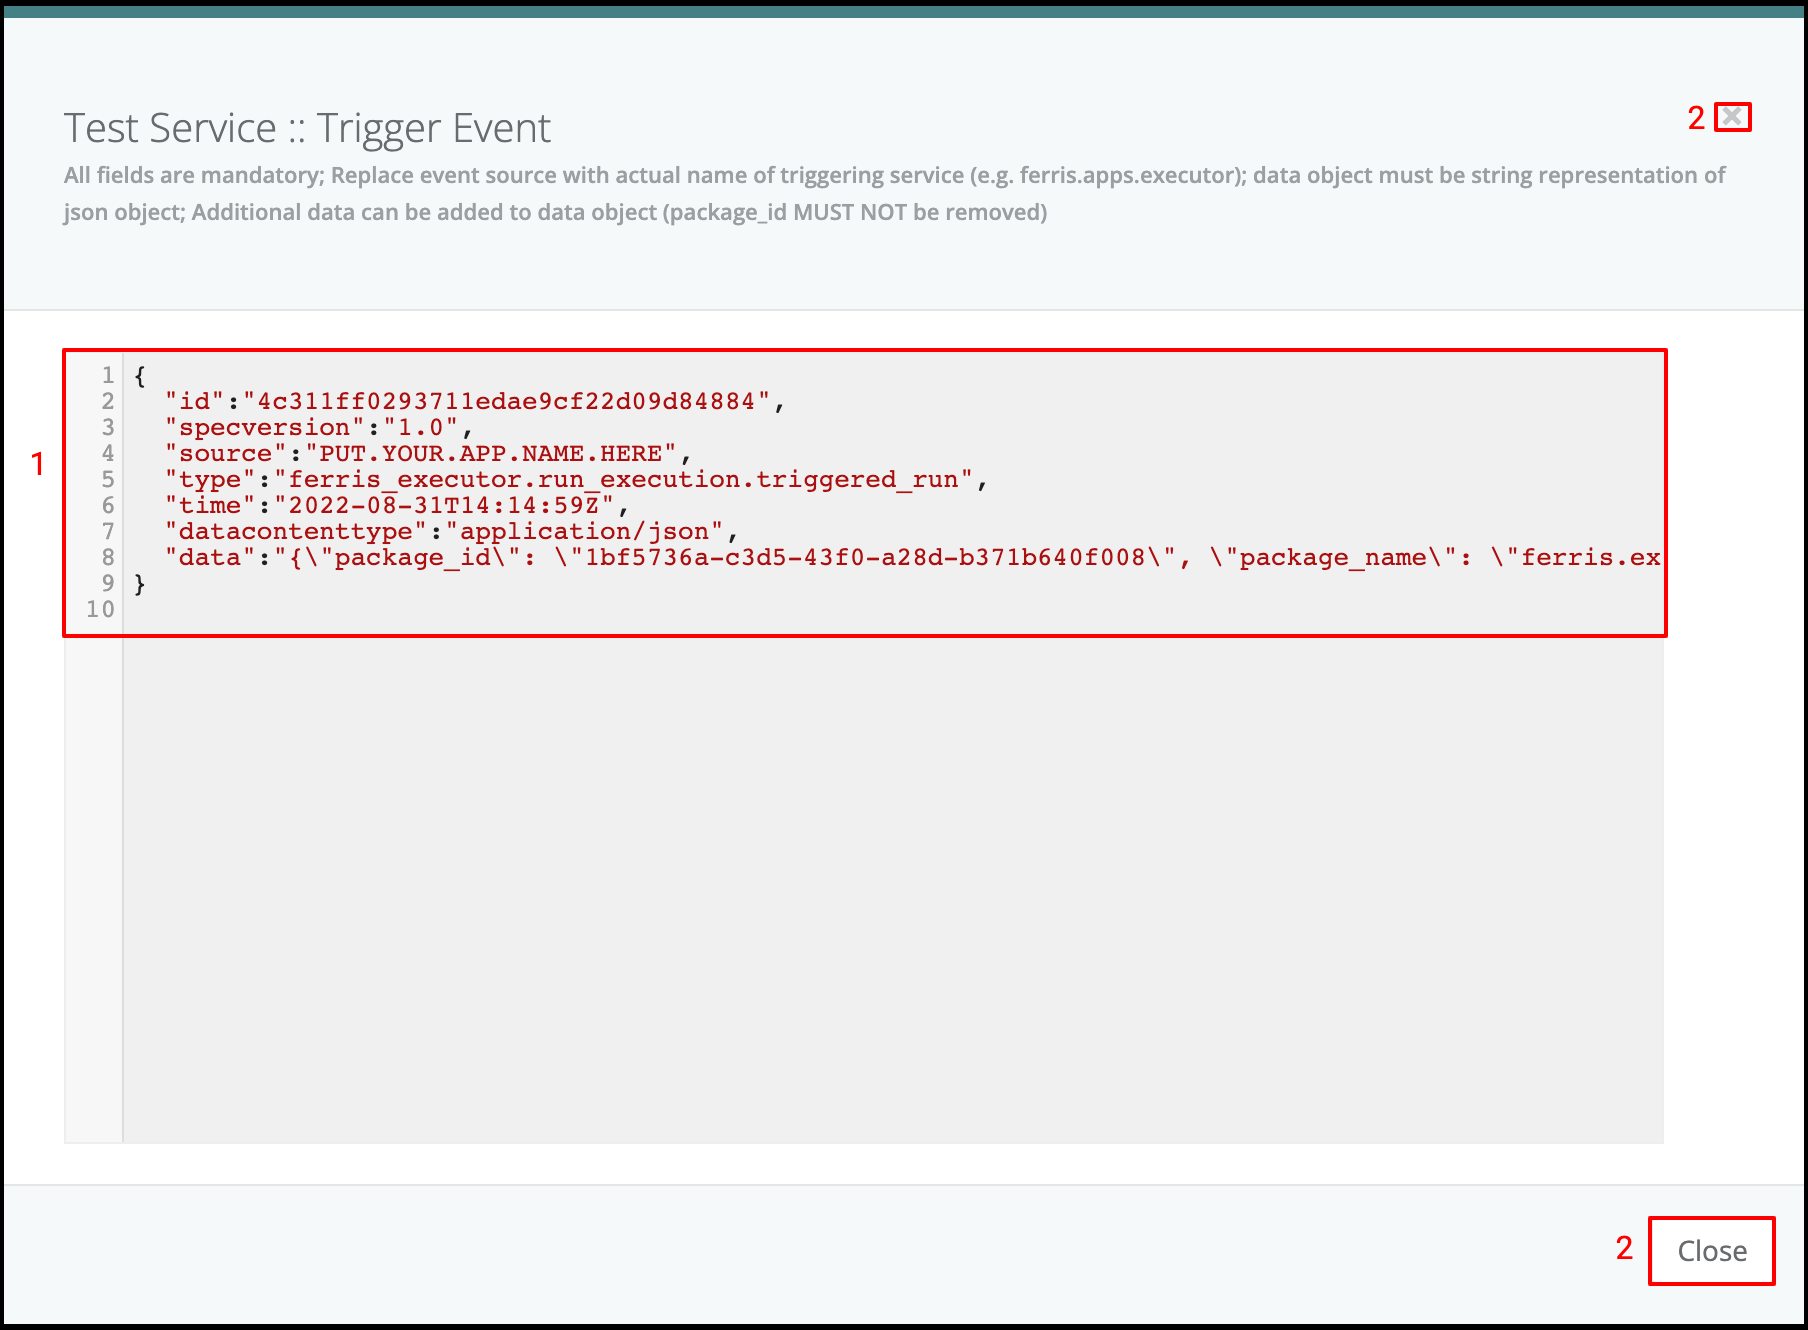 Test Service :: Trigger Event
2
All fields are mandatory; Replace event source with actual name of triggering service (e.g. ferris.apps.executor); data object must be string representation of
json object; Additional data can be added to data object (package_id MUST NOT be removed)
1
1 {
2 "id":"4c311ff0293711edae9cf22d09d84884",
3 "specversion":"1.0",
4 "source":"PUT.YOUR.APP.NAME.HERE",
5 "type":"ferris_executor.run_execution.triggered_run",
6 "time":"2022-08-31T14:14:59Z",
7 "datacontenttype":"application/json",
8 "data":"{\"package_id\": \"1bf5736a-c3d5-43f0-a28d-b371b640f008\", \"package_name\": \"ferris.ex
9 }
10
2
Close